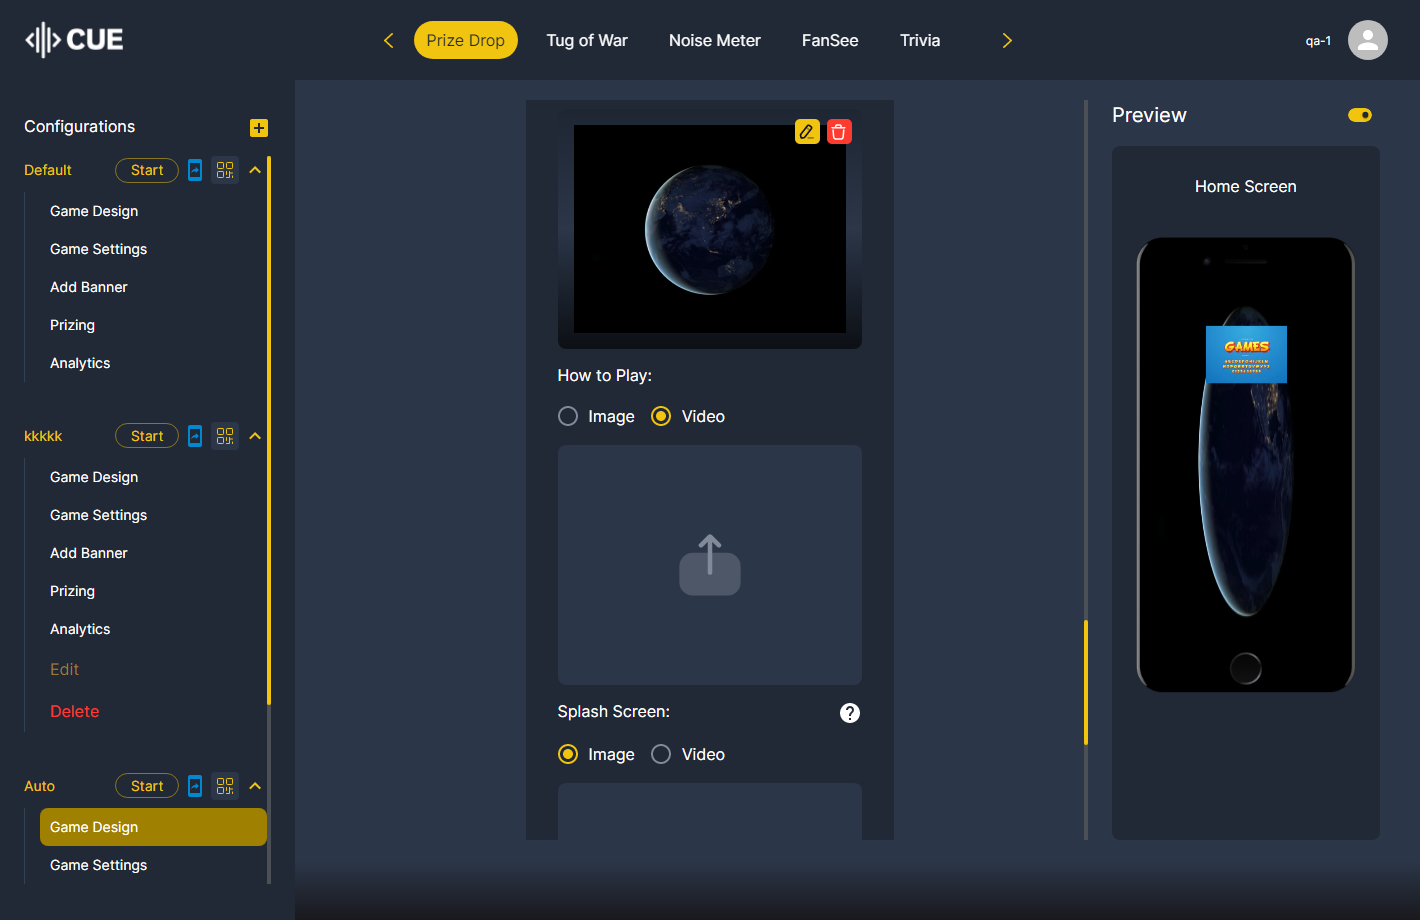 CUE
Prize Drop
Tug of War
Noise Meter
FanSee
Trivia
qa-1
Configurations
Default
Start
Game Design
Game Settings
Add Banner
Prizing
Analytics
kkkkk
Start
Game Design
Game Settings
Add Banner
Prizing
Analytics
Edit
Delete
Auto
Start
Game Design
Game Settings
How to Play:
Image
Video
Splash Screen:
?
Image
Video
Preview
Home Screen
GAMES